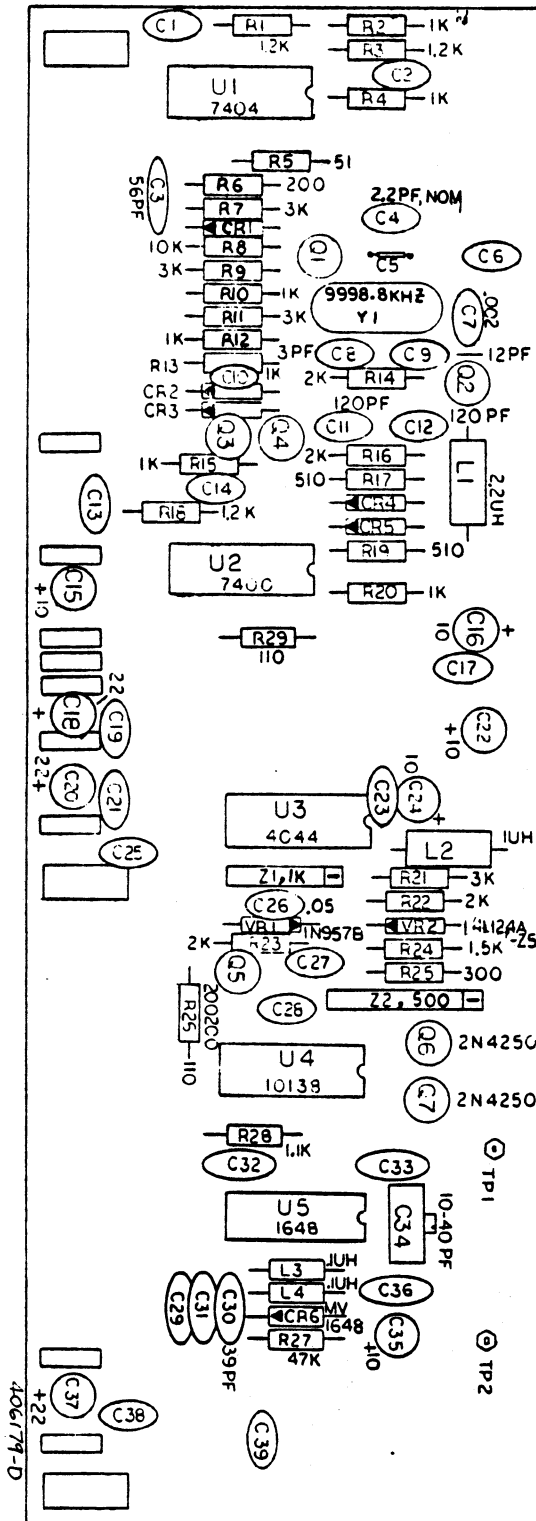 C1
R1
1.2K
R2
1K
R3
1.2K
C2
U1
7404
R4
1K
R5
51
C3
56PF
R6
200
R7
3K
CR1
10K
R8
3K
R9
R10
1K
R11
3K
1K
R12
R13
C10
1K
CR2
CR3
2.2PF, NOM
C4
Q1
C5
C6
9998.8KHZ
Y1
C7
.002
3PF
C8
C9
12PF
2K
R14
Q2
120PF
C11
C12
120PF
Q3
Q4
1K
R15
C14
C13
2K
R16
510
R17
L1
2.2UH
CR4
CR5
R18
1.2K
R19
510
U2
7400
R20
1K
C15
+10
R29
110
C16
10
+
C17
22
C18
+
C19
C22
+10
22+
C20
C21
C23
C24
10
+
U3
4044
L2
1UH
C25
Z1, 1K
R21
3K
C26
.05
R22
2K
VR1
1N957B
VR2
2K
R23
R24
1.5K
Q5
C27
R25
300
Z2, 500
R25
110
C28
U4
10138
Q6
2N4250
Q7
2N4250
R28
1.1K
C32
C33
TP1
U5
1648
C34
10-40PF
L3
.1UH
L4
.1UH
C29
C31
C30
39PF
CR6
MV
1648
R27
47K
C36
C35
+10
TP2
C37
+22
C38
C39
406179-D